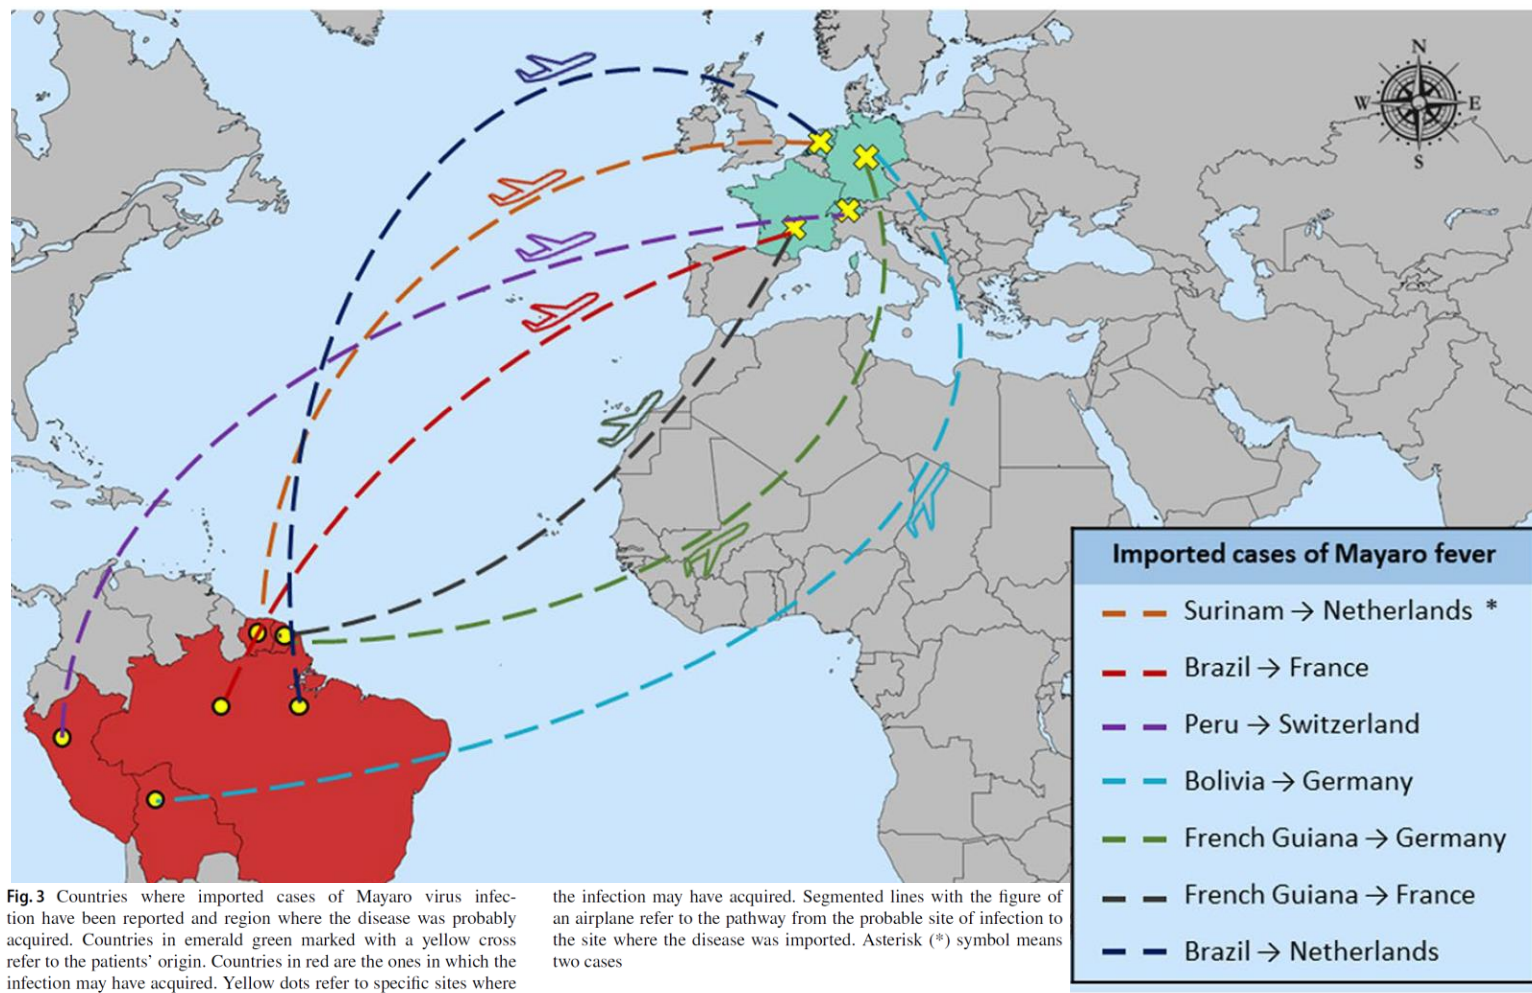 N
W E
S
Imported cases of Mayaro fever
Surinam → Netherlands *
Brazil → France
Peru → Switzerland
Bolivia → Germany
French Guiana → Germany
French Guiana → France
Brazil → Netherlands
Fig. 3 Countries where imported cases of Mayaro virus infec-
tion have been reported and region where the disease was probably
acquired. Countries in emerald green marked with a yellow cross
refer to the patients' origin. Countries in red are the ones in which the
infection may have acquired. Yellow dots refer to specific sites where
the infection may have acquired. Segmented lines with the figure of
an airplane refer to the pathway from the probable site of infection to
the site where the disease was imported. Asterisk (*) symbol means
two cases